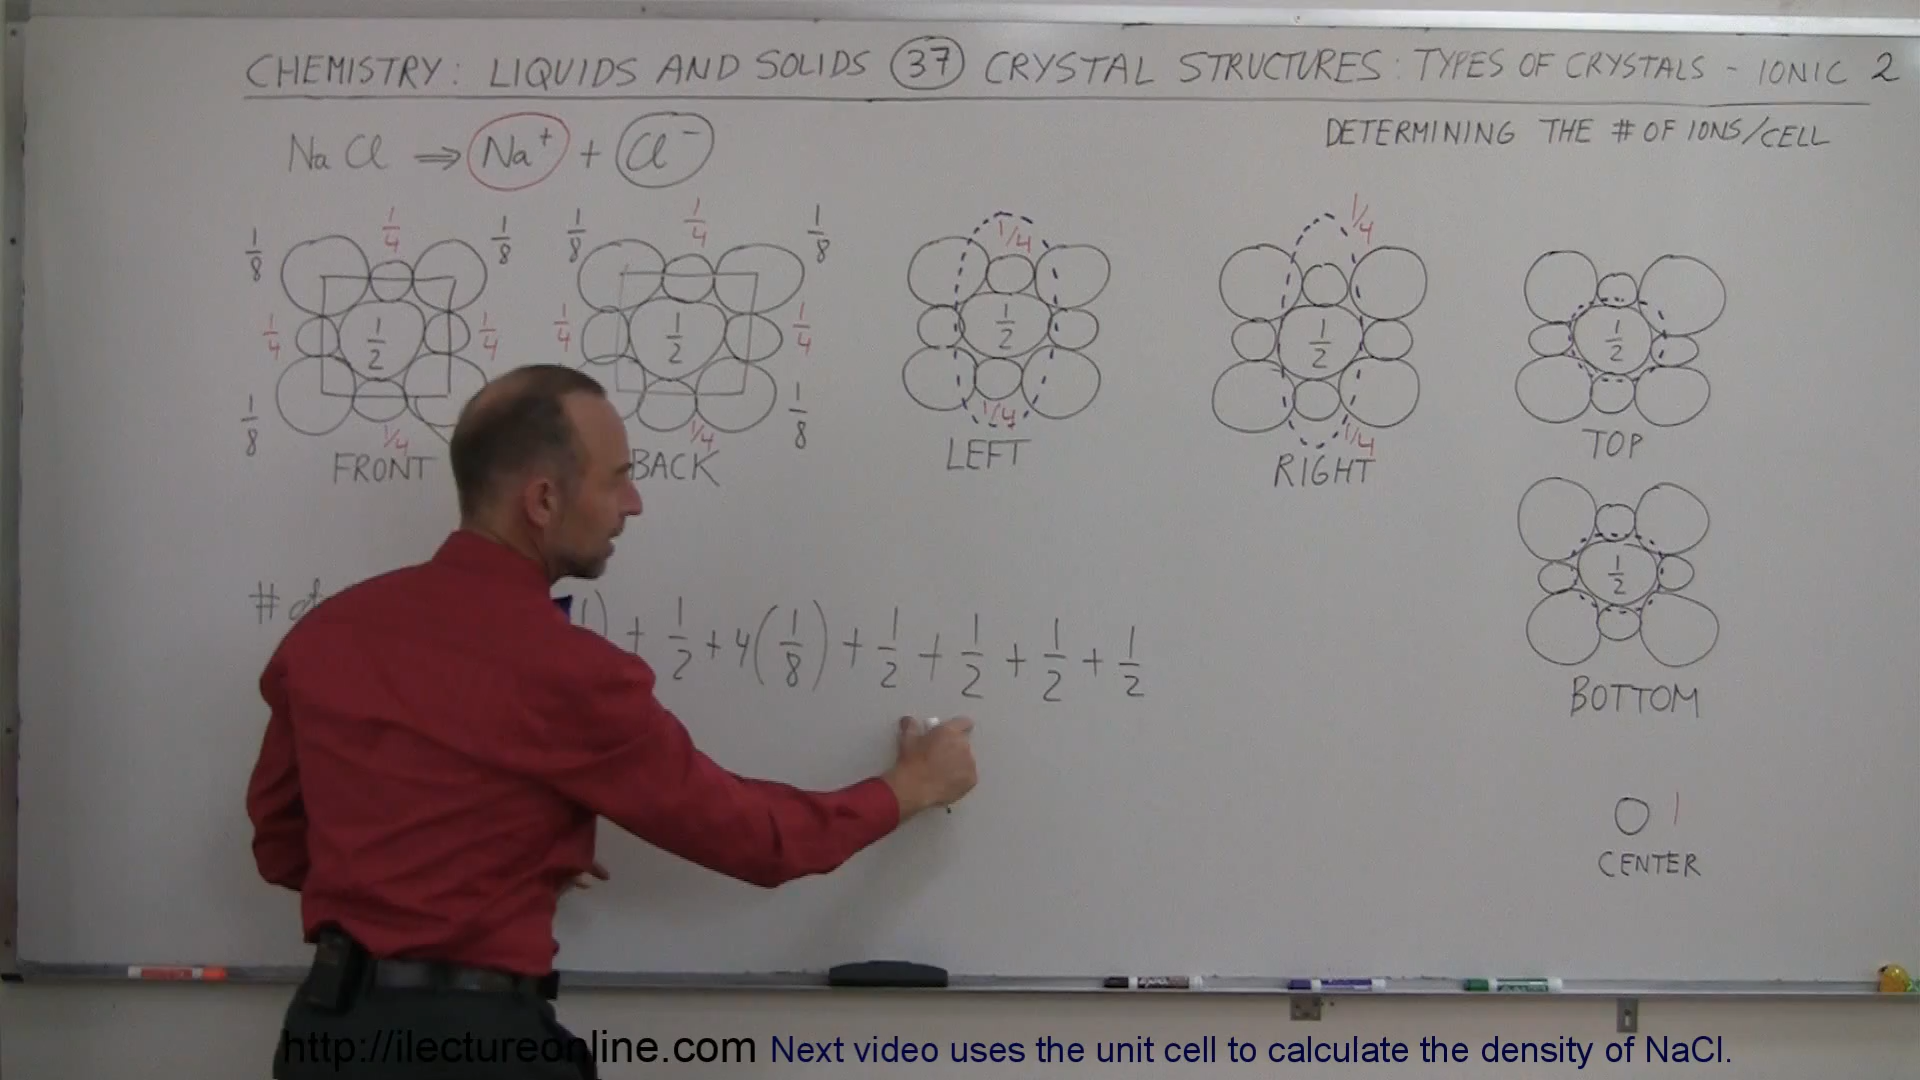 CHEMISTRY: LIQUIDS AND SOLIDS 37 CRYSTAL STRUCTURES: TYPES OF CRYSTALS - IONIC 2
DETERMINING THE # OF IONS/CELL
NaCl ⇒ Na⁺ + Cl⁻
1/8 1/4 1/8 1/8 1/4 1/8 1/4 1/4
1/4 1/2 1/4 1/4 1/2 1/4 1/2 1/2 1/2
1/8 1/4 1/4 1/8 1/4 1/4
FRONT BACK LEFT RIGHT TOP
1/2
BOTTOM
# of + 1/2 + 4(1/8) + 1/2 + 1/2 + 1/2 + 1/2
1
CENTER
http://ilectureonline.com Next video uses the unit cell to calculate the density of NaCl.